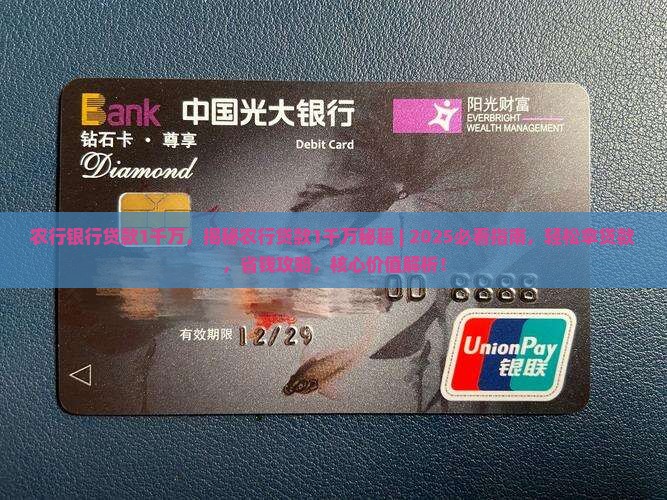 Bank 中国光大银行
阳光财富
EVERBRIGHT
WEALTH MANAGEMENT
钻石卡·尊享
Debit Card
Diamond
农行银行贷款1千万，揭秘农行贷款1千万秘籍 | 2025必看指南，轻松拿贷款
，省钱攻略，核心价值解析！
00 8888
有效期限 12/29
UnionPay
银联